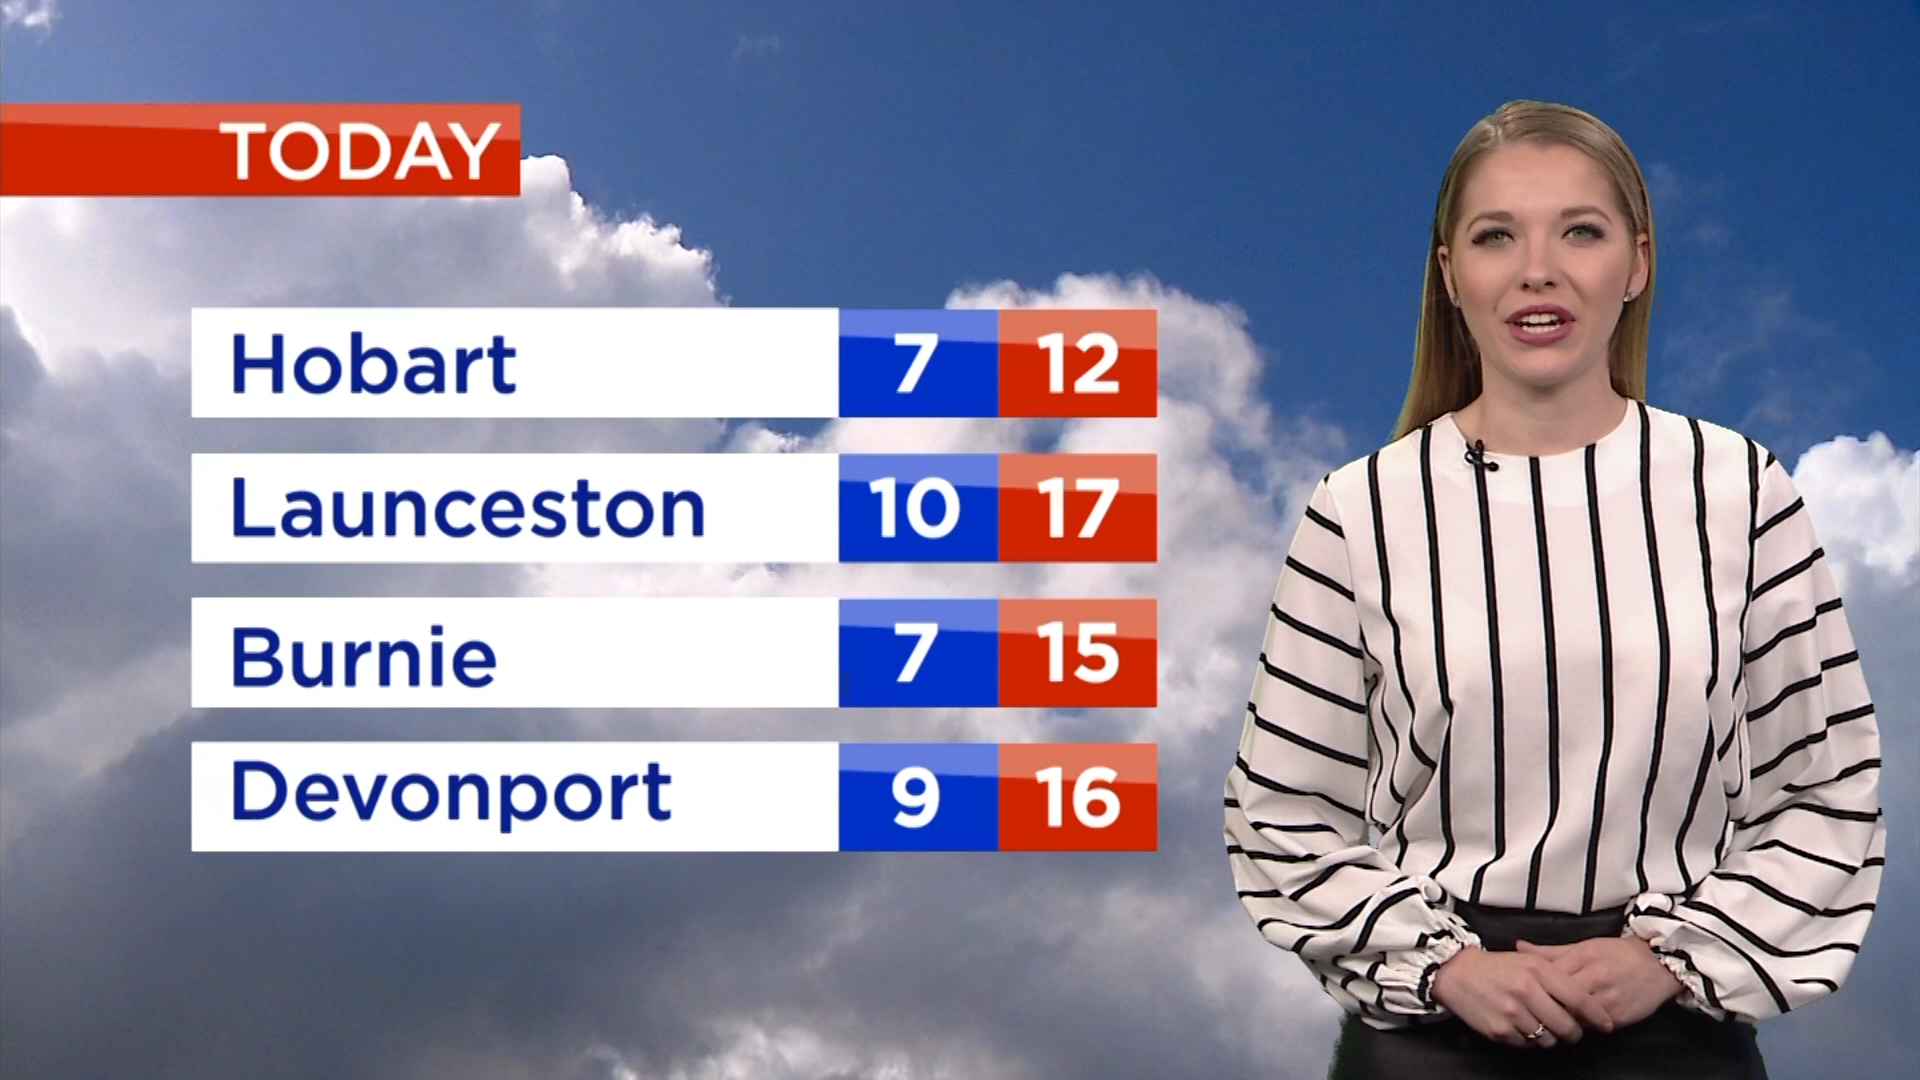 TODAY
Hobart 7 12
Launceston 10 17
Burnie 7 15
Devonport 9 16